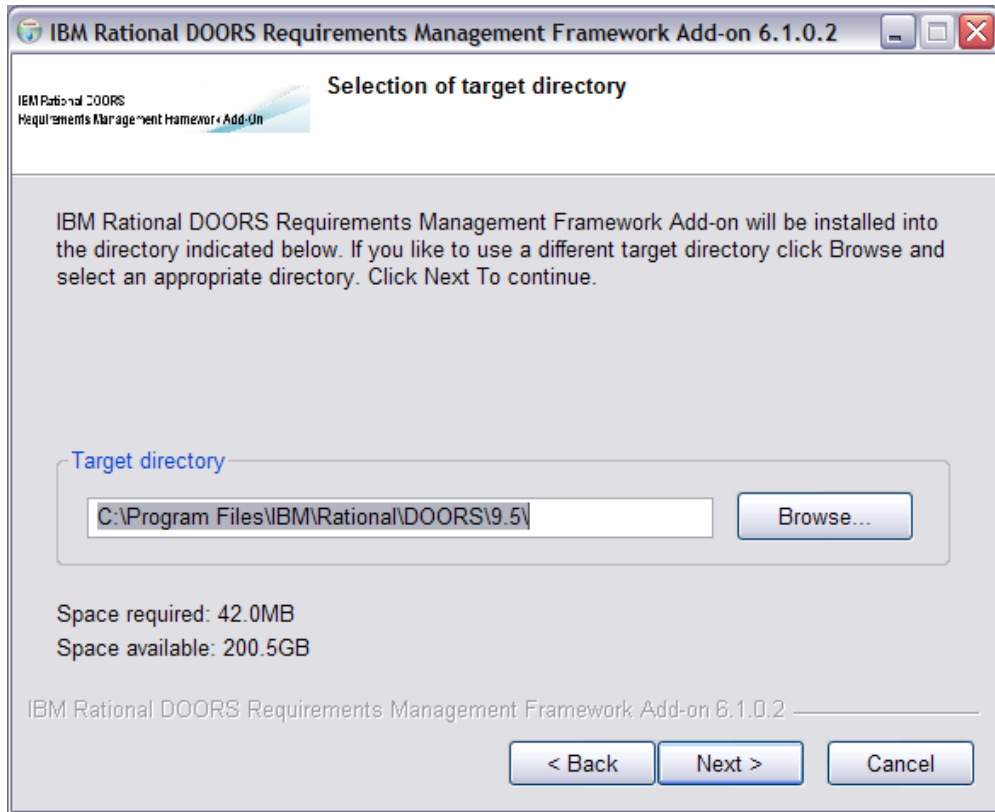 IBM Rational DOORS Requirements Management Framework Add-on 6.1.0.2
Selection of target directory
IBM Rational DOORS
Requirements Management Framework Add-On
IBM Rational DOORS Requirements Management Framework Add-on will be installed into
the directory indicated below. If you like to use a different target directory click Browse and
select an appropriate directory. Click Next To continue.
Target directory
C:\Program Files\IBM\Rational\DOORS\9.5\
Browse...
Space required: 42.0MB
Space available: 200.5GB
IBM Rational DOORS Requirements Management Framework Add-on 6.1.0.2
< Back
Next >
Cancel